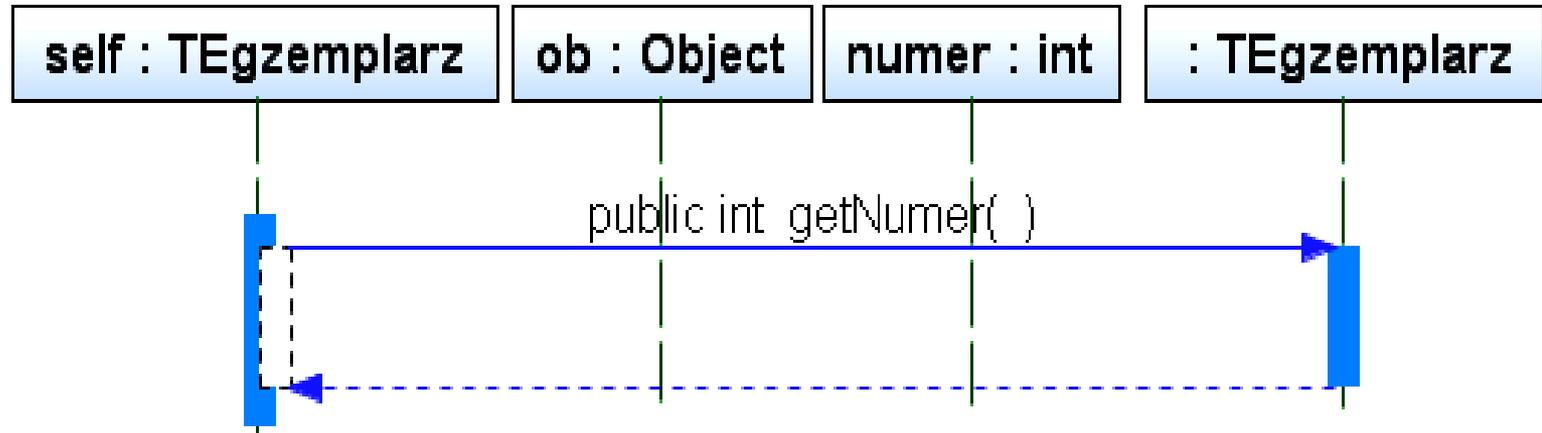 self : TEgzemplarz
ob : Object
numer : int
: TEgzemplarz
public int getNumer( )